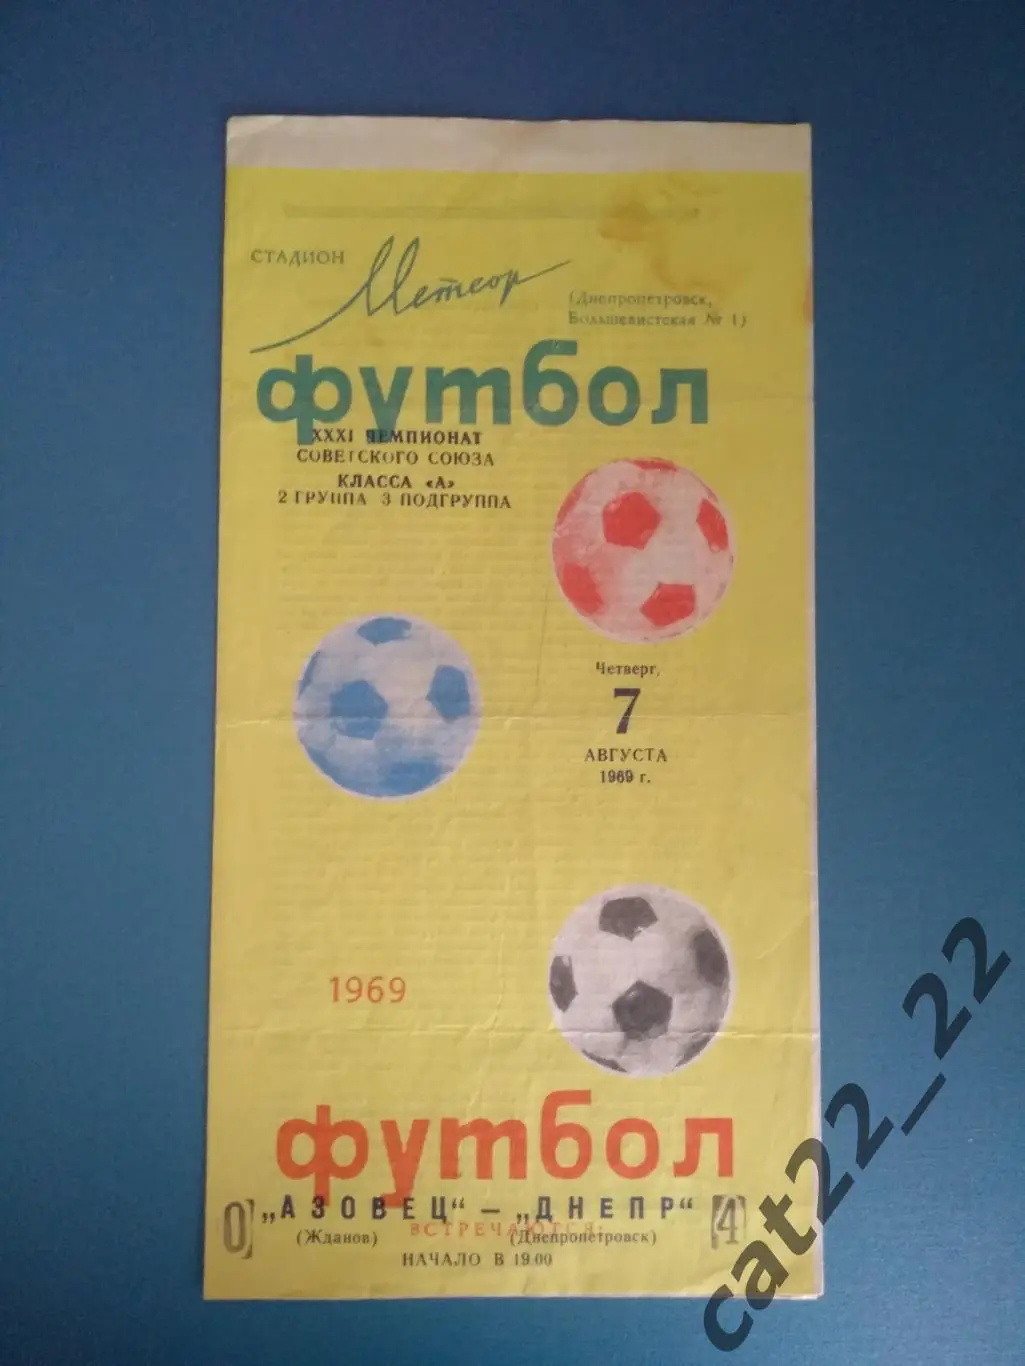 СТАДИОН Метеор
(Днепропетровск,
Большевистская № 1)
футбол
XXXI ЧЕМПИОНАТ
СОВЕТСКОГО СОЮЗА
КЛАССА «А»
2 ГРУППА 3 ПОДГРУППА
Четверг,
7
АВГУСТА
1969 г.
1969
футбол
0 „АЗОВЕЦ“ — „ДНЕПР“ 4
ВСТРЕЧАЮТСЯ:
(Жданов) (Днепропетровск)
НАЧАЛО В 19.00
cat22_22